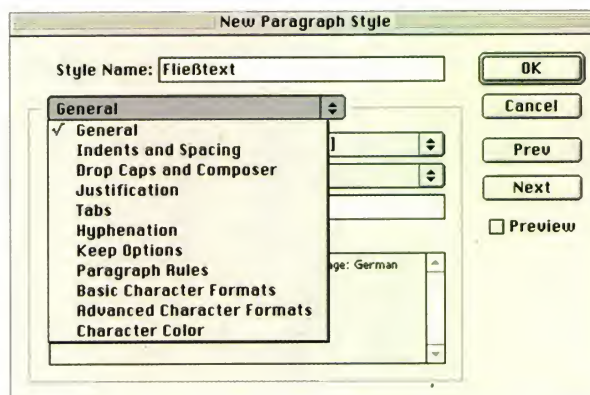 New Paragraph Style
Style Name: Fließtext
OK
General
Cancel
√ General
Indents and Spacing
]
Prev
Drop Caps and Composer
Justification
Next
Tabs
Hyphenation
Preview
Keep Options
Paragraph Rules
age: German
Basic Character Formats
Advanced Character Formats
Character Color